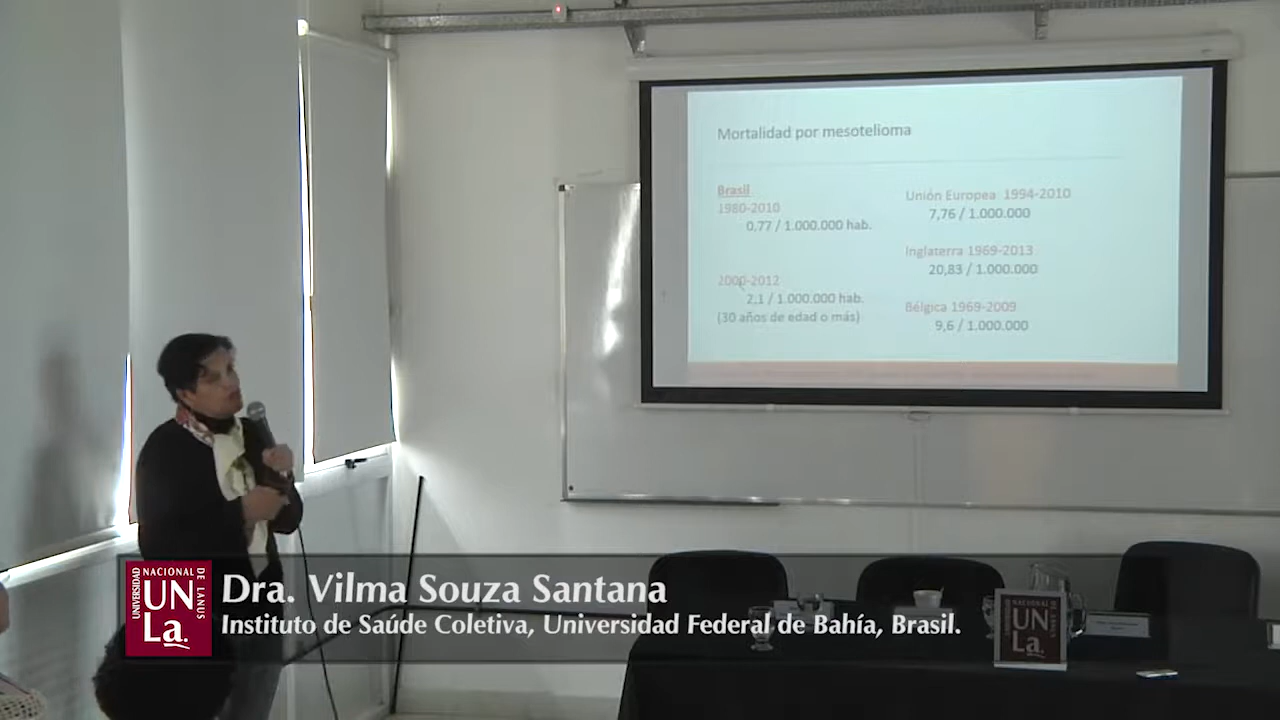 Mortalidad por mesotelioma
Brasil
1980-2010
0,77 / 1.000.000 hab.
2000-2012
2,1 / 1.000.000 hab.
(30 años de edad o más)
Unión Europea 1994-2010
7,76 / 1.000.000
Inglaterra 1969-2013
20,83 / 1.000.000
Bélgica 1969-2009
9,6 / 1.000.000
UNIVERSIDAD
NACIONAL
DE LANUS
UN
La.
Dra. Vilma Souza Santana
Instituto de Saúde Coletiva, Universidad Federal de Bahía, Brasil.
NACIONAL
UN
La.